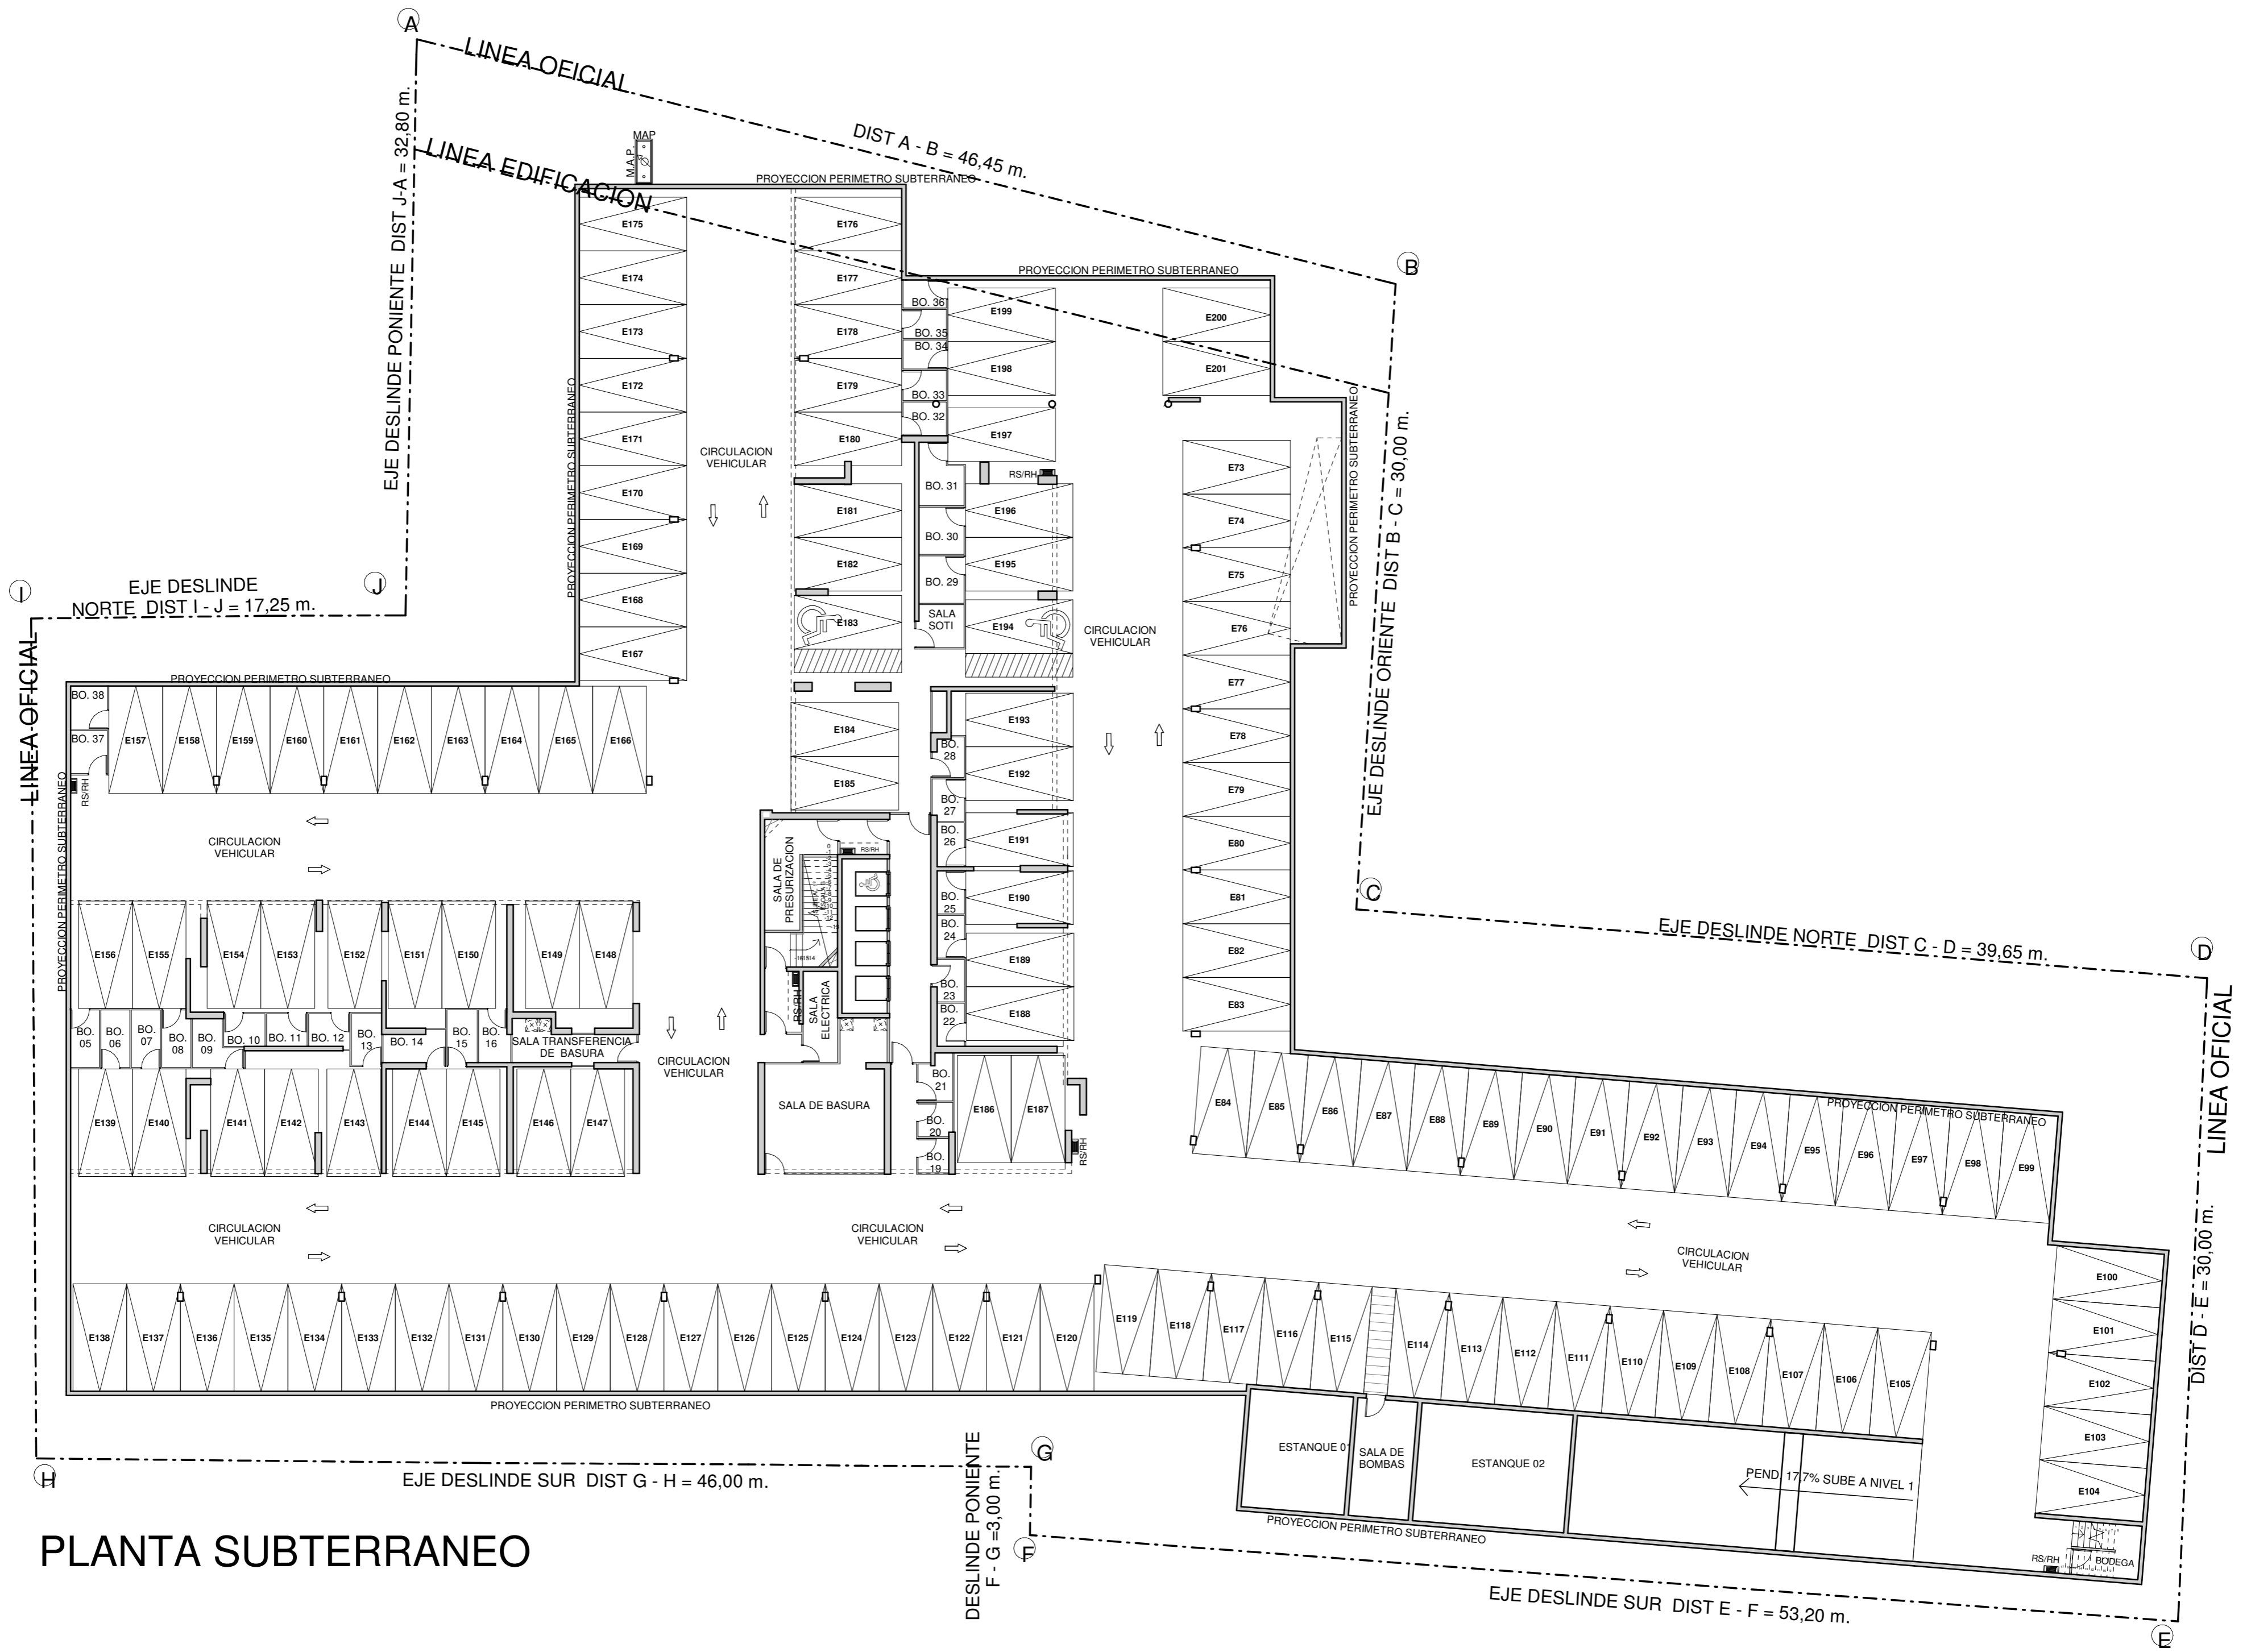 A
LINEA OFICIAL
DIST A - B = 46,45 m.
MAP
M.A.P.
LINEA EDIFICACION
PROYECCION PERIMETRO SUBTERRANEO
PROYECCION PERIMETRO SUBTERRANEO
B
EJE DESLINDE PONIENTE DIST J-A = 32,80 m.
E175
E174
E173
E172
E171
E170
E169
E168
E167
PROYECCION PERIMETRO SUBTERRANEO
CIRCULACION
VEHICULAR
E176
E177
E178
E179
E180
E181
E182
E183
E184
E185
BO. 36
BO. 35
BO. 34
BO. 33
BO. 32
BO. 31
BO. 30
BO. 29
SALA
SOTI
E199
E198
E197
RS/RH
E196
E195
E194
E193
E192
E191
E190
E189
E188
E200
E201
CIRCULACION
VEHICULAR
E73
E74
E75
E76
E77
E78
E79
E80
E81
E82
E83
PROYECCION PERIMETRO SUBTERRANEO
EJE DESLINDE ORIENTE DIST B - C = 30,00 m.
C
EJE DESLINDE NORTE DIST C - D = 39,65 m.
D
LINEA OFICIAL
DIST D - E = 30,00 m.
I
EJE DESLINDE
NORTE DIST I - J = 17,25 m.
J
LINEA OFICIAL
PROYECCION PERIMETRO SUBTERRANEO
PROYECCION PERIMETRO SUBTERRANEO
BO. 38
BO. 37
RS/RH
E157
E158
E159
E160
E161
E162
E163
E164
E165
E166
CIRCULACION
VEHICULAR
E156
E155
E154
E153
E152
E151
E150
E149
E148
BO.
05
BO.
06
BO.
07
BO.
08
BO.
09
BO. 10
BO. 11
BO. 12
BO.
13
BO. 14
BO.
15
BO.
16
SALA TRANSFERENCIA
DE BASURA
E139
E140
E141
E142
E143
E144
E145
E146
E147
CIRCULACION
VEHICULAR
SALA DE
PRESURIZACION
RS/RH
RS/RH
SALA
ELECTRICA
SALA DE BASURA
BO.
28
BO.
27
BO.
26
BO.
25
BO.
24
BO.
23
BO.
22
BO.
21
BO.
20
BO.
19
E186
E187
RS/RH
E84
E85
E86
E87
E88
E89
E90
E91
E92
E93
E94
E95
E96
E97
E98
E99
PROYECCION PERIMETRO SUBTERRANEO
CIRCULACION
VEHICULAR
CIRCULACION
VEHICULAR
CIRCULACION
VEHICULAR
E100
E101
E102
E103
E104
E138
E137
E136
E135
E134
E133
E132
E131
E130
E129
E128
E127
E126
E125
E124
E123
E122
E121
E120
E119
E118
E117
E116
E115
E114
E113
E112
E111
E110
E109
E108
E107
E106
E105
PROYECCION PERIMETRO SUBTERRANEO
ESTANQUE 01
SALA DE
BOMBAS
ESTANQUE 02
PEND. 17,7% SUBE A NIVEL 1
PROYECCION PERIMETRO SUBTERRANEO
RS/RH
BODEGA
H
EJE DESLINDE SUR DIST G - H = 46,00 m.
G
DESLINDE PONIENTE
F - G =3,00 m.
F
EJE DESLINDE SUR DIST E - F = 53,20 m.
E
PLANTA SUBTERRANEO